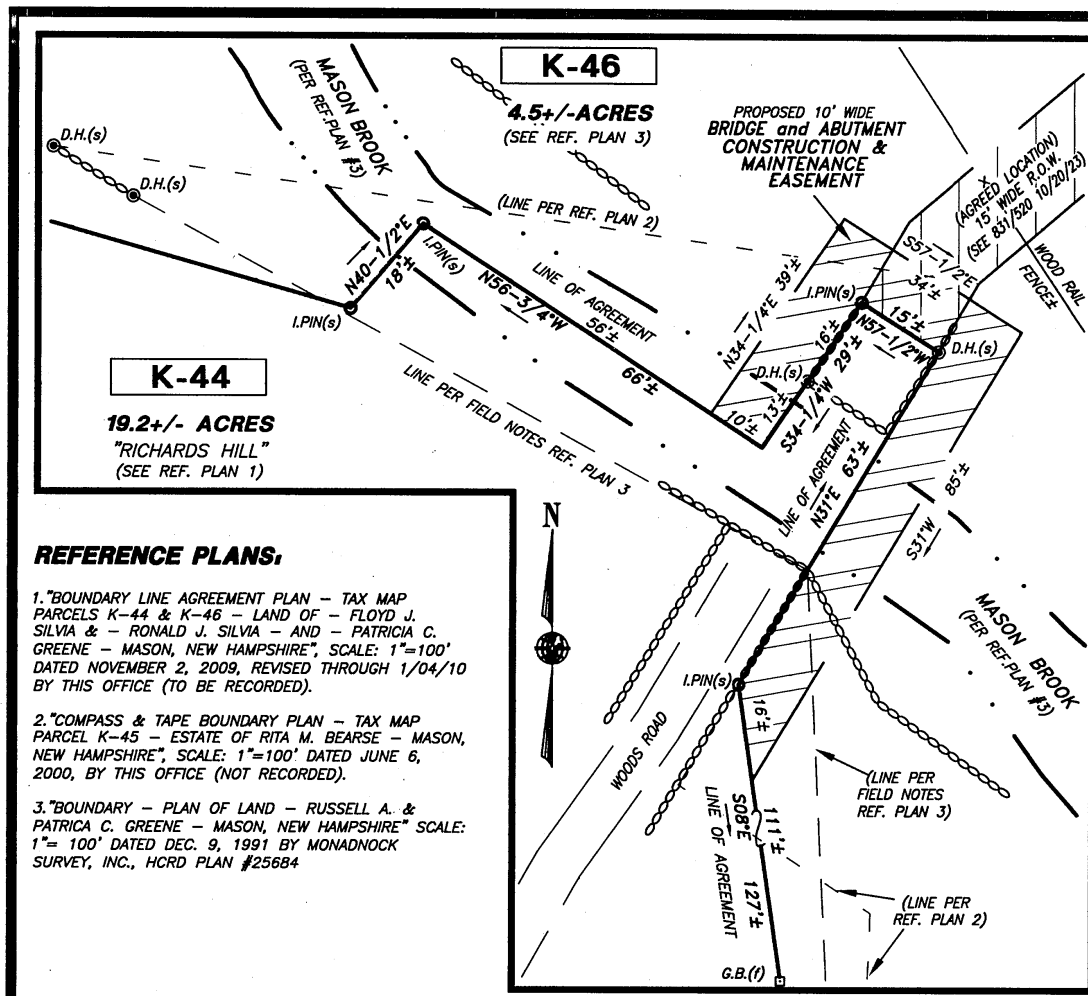 K-46
4.5+/-ACRES
(SEE REF. PLAN 3)
MASON BROOK
(PER REF.PLAN #3)
PROPOSED 10' WIDE
BRIDGE and ABUTMENT
CONSTRUCTION &
MAINTENANCE
EASEMENT
(AGREED LOCATION)
15' WIDE R.O.W.
(SEE 831/520 10/20/23)
WOOD RAIL
FENCE±
D.H.(s)
D.H.(s)
(LINE PER REF. PLAN 2)
N40-1/2°E
18'±
I.PIN(s)
I.PIN(s)
LINE OF AGREEMENT
N56-3/4°W
56'±
66'±
10'±
LINE PER FIELD NOTES REF. PLAN 3
N34-1/4°E 39'±
S57-1/2°E
34'±
I.PIN(s)
15'±
N57-1/2°W
D.H.(s)
16'±
D.H.(s)
13'±
S34-1/4°W 29'±
LINE OF AGREEMENT
N31°E 63'±
85'±
S31°W
K-44
19.2+/- ACRES
"RICHARDS HILL"
(SEE REF. PLAN 1)
N
REFERENCE PLANS:
1."BOUNDARY LINE AGREEMENT PLAN – TAX MAP
PARCELS K-44 & K-46 – LAND OF – FLOYD J.
SILVIA & – RONALD J. SILVIA – AND – PATRICIA C.
GREENE – MASON, NEW HAMPSHIRE", SCALE: 1"=100'
DATED NOVEMBER 2, 2009, REVISED THROUGH 1/04/10
BY THIS OFFICE (TO BE RECORDED).
2."COMPASS & TAPE BOUNDARY PLAN – TAX MAP
PARCEL K-45 – ESTATE OF RITA M. BEARSE – MASON,
NEW HAMPSHIRE", SCALE: 1"=100' DATED JUNE 6,
2000, BY THIS OFFICE (NOT RECORDED).
3."BOUNDARY – PLAN OF LAND – RUSSELL A. &
PATRICA C. GREENE – MASON, NEW HAMPSHIRE" SCALE:
1"= 100' DATED DEC. 9, 1991 BY MONADNOCK
SURVEY, INC., HCRD PLAN #25684
MASON BROOK
(PER REF.PLAN #3)
I.PIN(s)
16'±
WOODS ROAD
(LINE PER
FIELD NOTES
REF. PLAN 3)
111'±
S08°E
LINE OF AGREEMENT
127'±
(LINE PER
REF. PLAN 2)
G.B.(f)